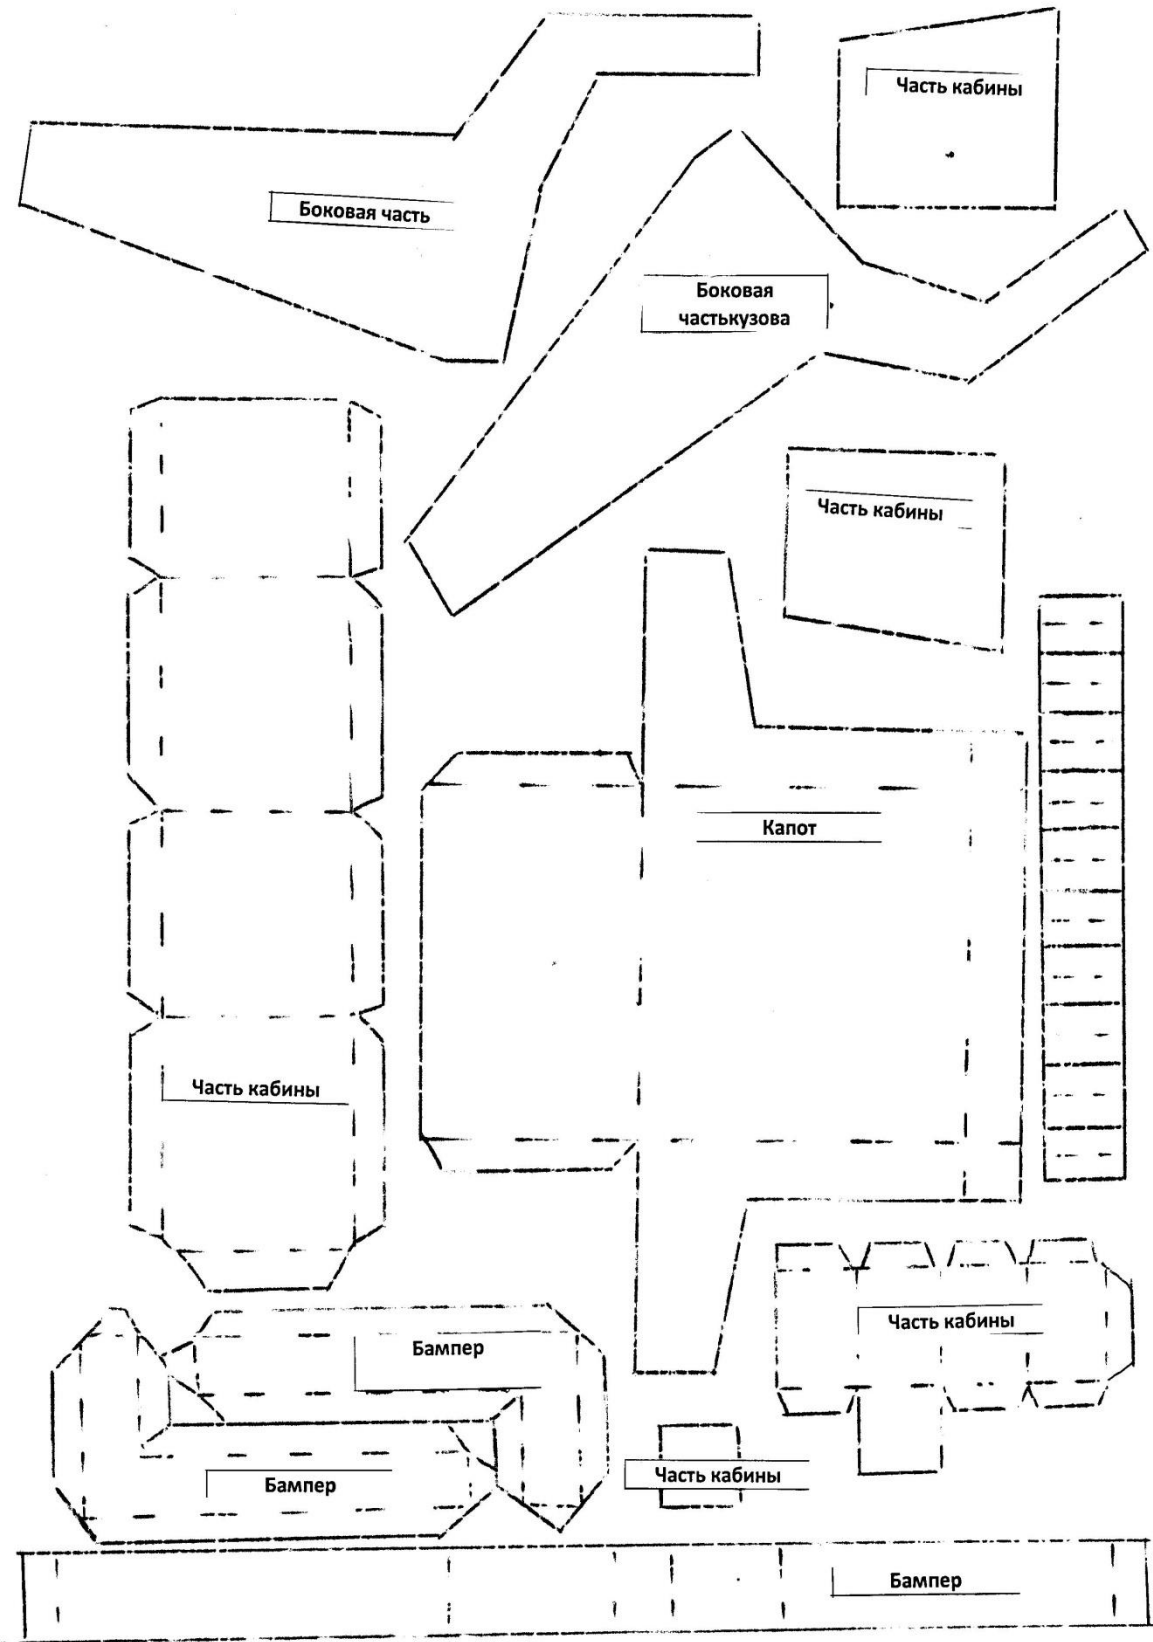 Часть кабины
Боковая часть
Боковая
частькузова
Часть кабины
Капот
Часть кабины
Часть кабины
Бампер
Бампер
Часть кабины
Бампер